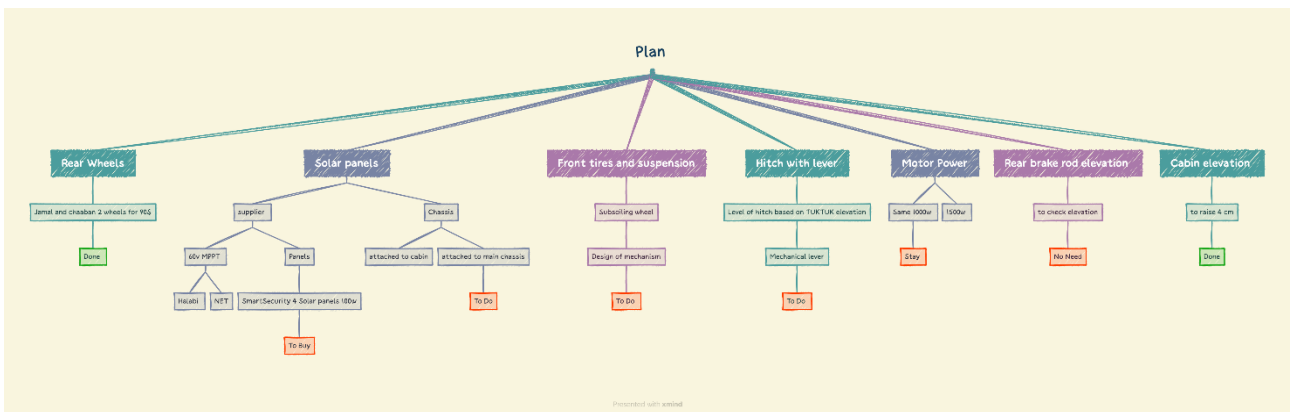 Plan
Rear Wheels
Solar panels
Front tires and suspension
Hitch with lever
Motor Power
Rear brake rod elevation
Cabin elevation
Jamal and chaaban 2 wheels for 90$
supplier
Chassis
Subsoiling wheel
Level of hitch based on TUKTUK elevation
Same 1000w
1500w
to check elevation
to raise 4 cm
Done
60v MPPT
Panels
attached to cabin
attached to main chassis
Design of mechanism
Mechanical lever
Stay
No Need
Done
Halabi
NET
SmartSecurity 4 Solar panels 180w
To Do
To Do
To Do
To Buy
Presented with xmind